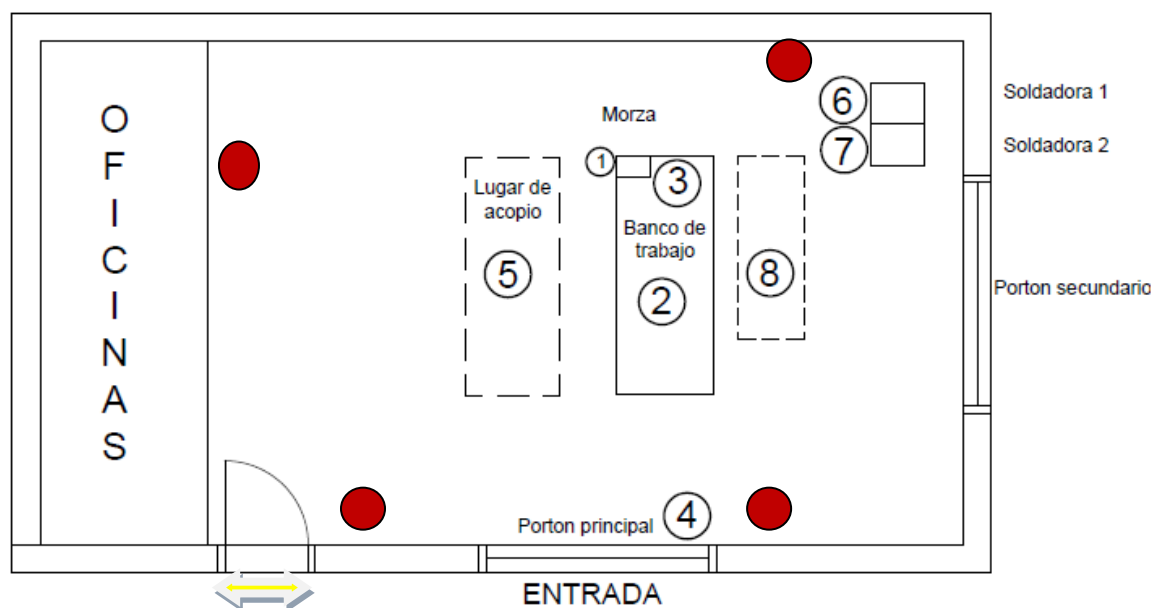 OFICINAS
Morza
6
Soldadora 1
7
Soldadora 2
1
3
Lugar de
acopio
5
Banco de
trabajo
2
8
Porton secundario
Porton principal
4
ENTRADA